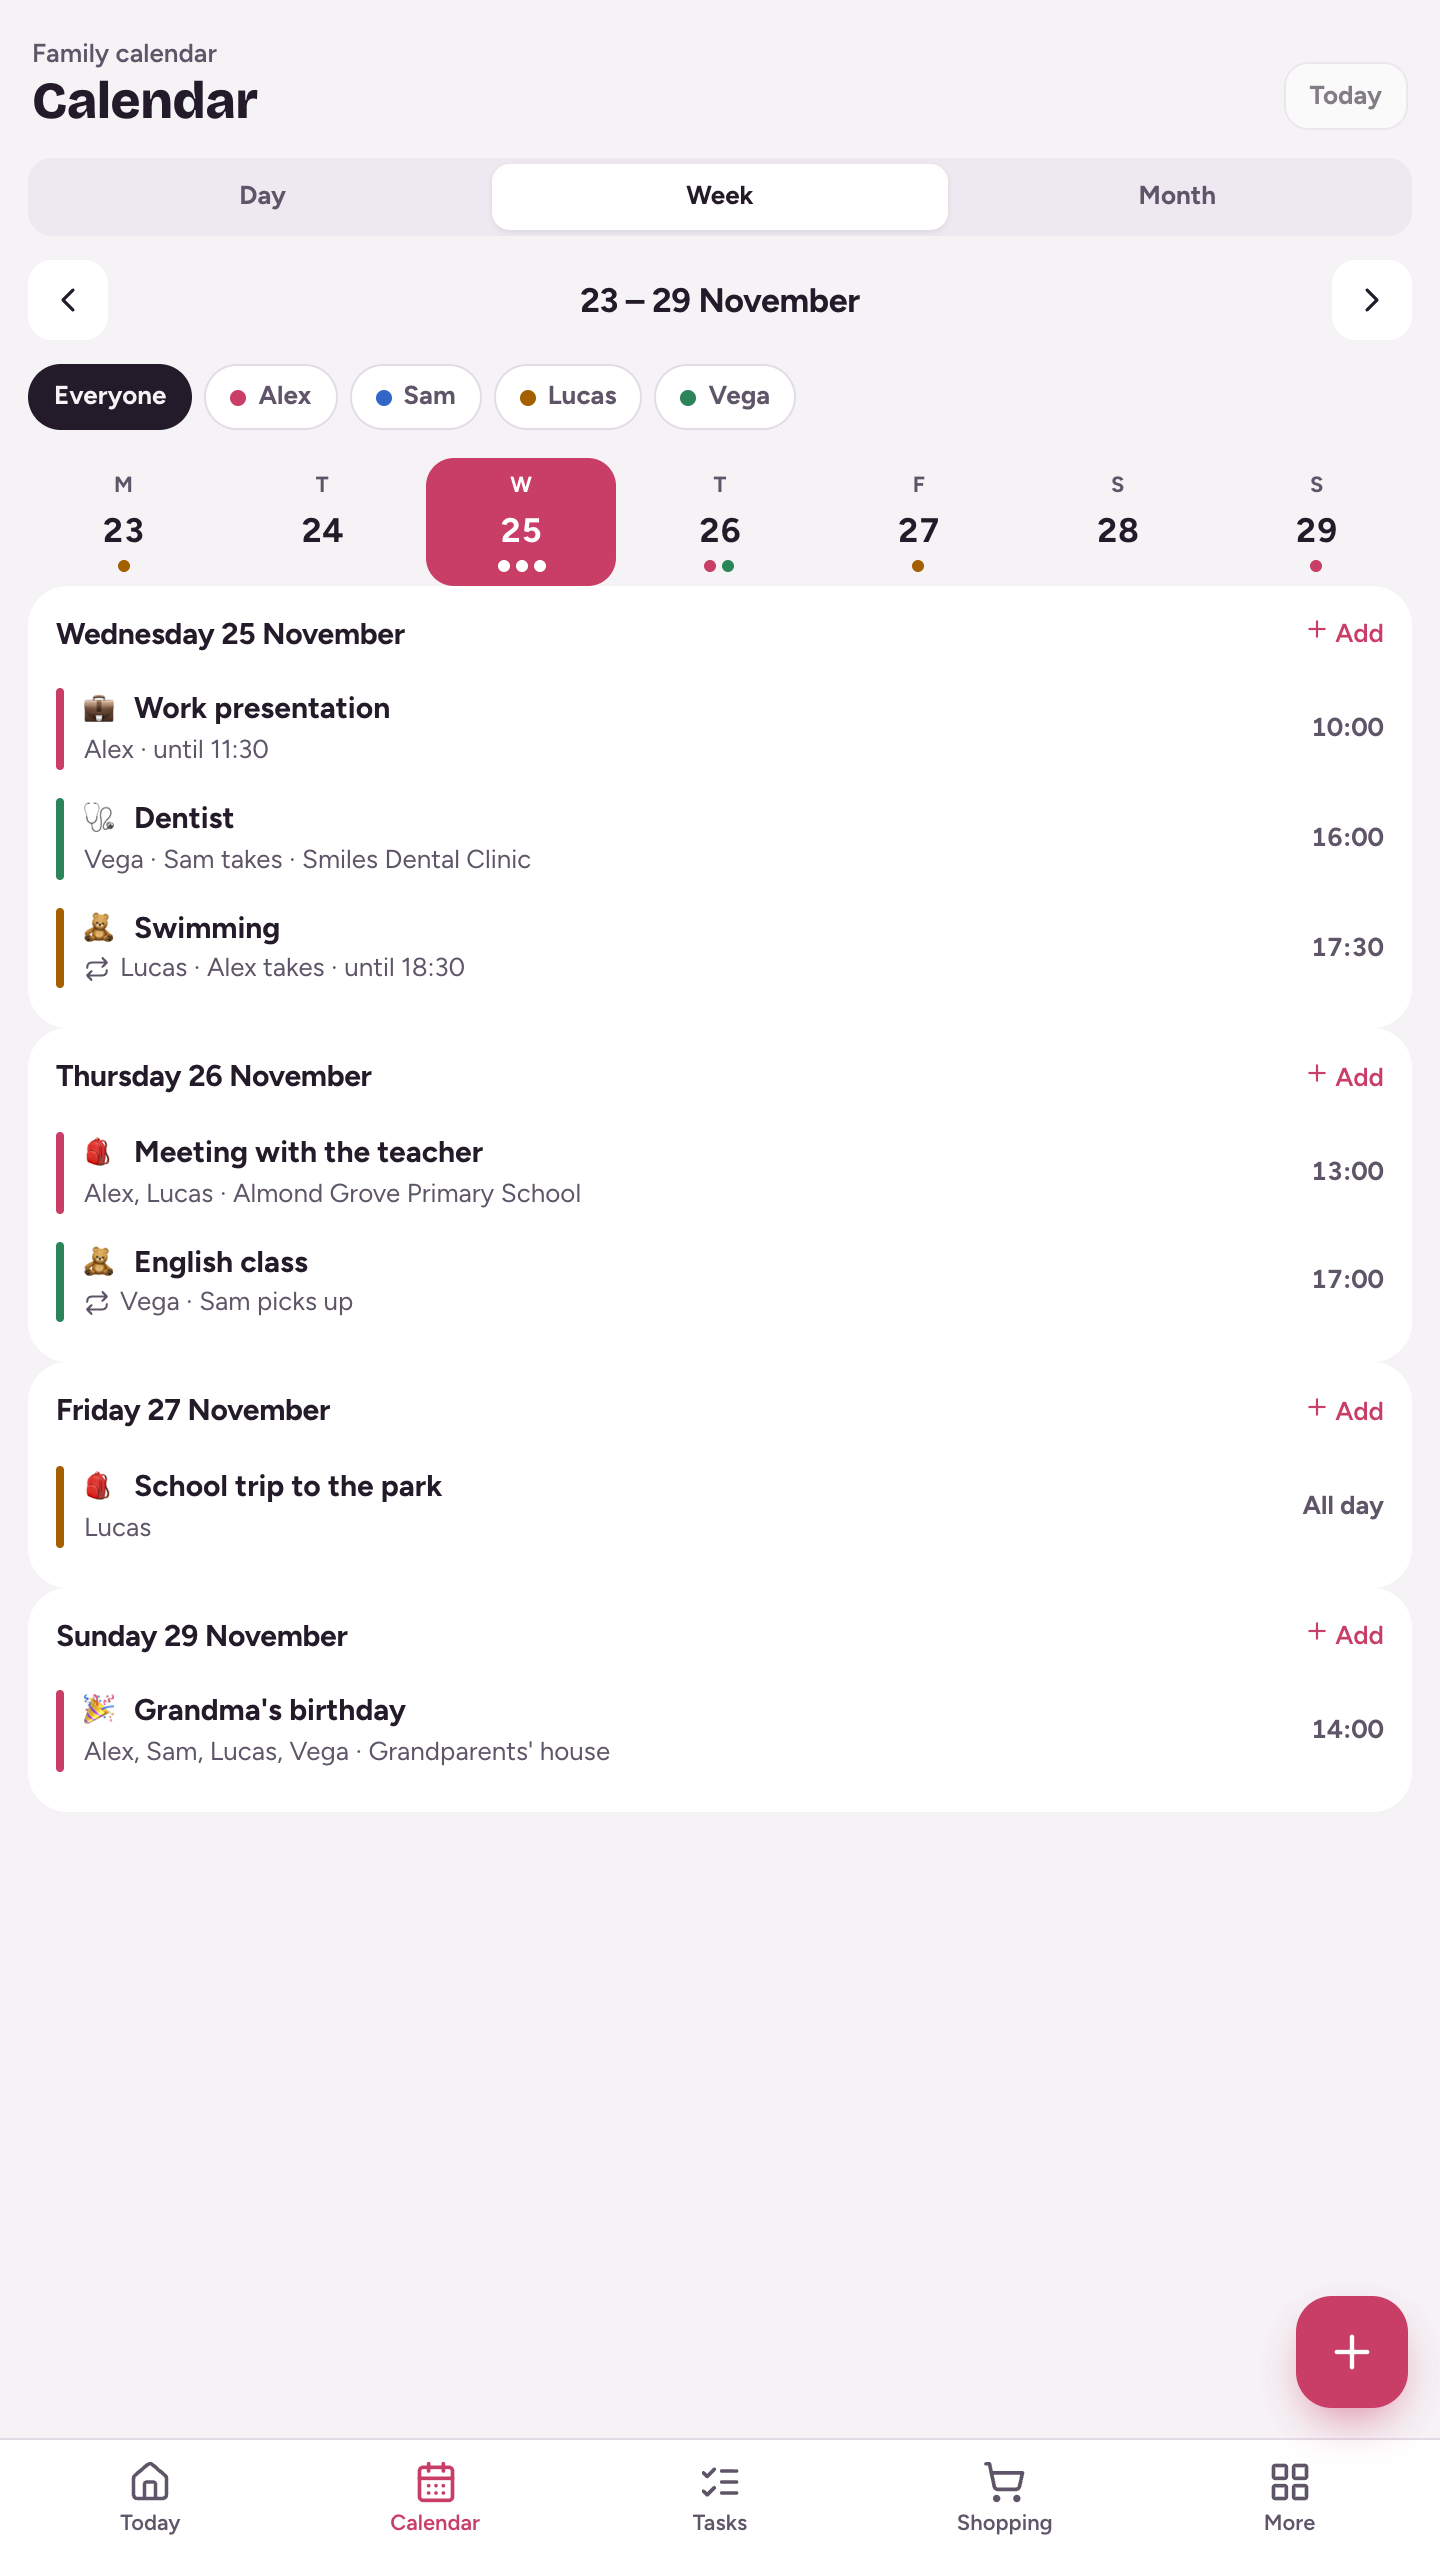 Family calendar
Calendar
Today
Day Week Month
23 – 29 November
Everyone Alex Sam Lucas Vega
M T W T F S S
23 24 25 26 27 28 29
Wednesday 25 November + Add
Work presentation
10:00
Alex · until 11:30
Dentist
16:00
Vega · Sam takes · Smiles Dental Clinic
Swimming
17:30
Lucas · Alex takes · until 18:30
Thursday 26 November + Add
Meeting with the teacher
13:00
Alex, Lucas · Almond Grove Primary School
English class
17:00
Vega · Sam picks up
Friday 27 November + Add
School trip to the park
All day
Lucas
Sunday 29 November + Add
Grandma's birthday
14:00
Alex, Sam, Lucas, Vega · Grandparents' house
Today Calendar Tasks Shopping More